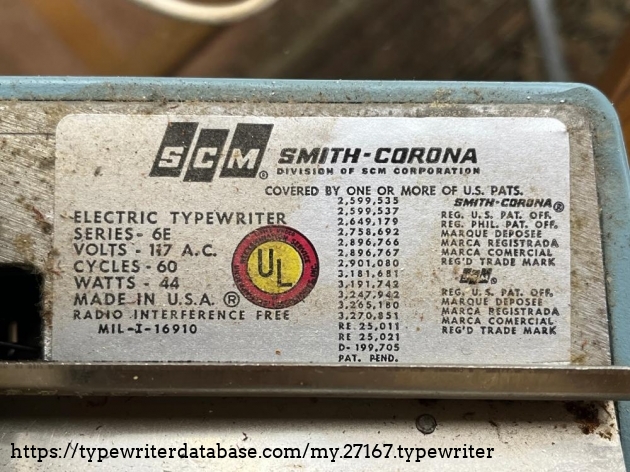 SCM® SMITH-CORONA
DIVISION OF SCM CORPORATION
COVERED BY ONE OR MORE OF U.S. PATS.
ELECTRIC TYPEWRITER
SERIES- 6E
VOLTS - 117 A.C.
CYCLES - 60
WATTS - 44
MADE IN U.S.A. ®
RADIO INTERFERENCE FREE
MIL-I-16910
UL
2,599,535
2,599,537
2,649,179
2,758,692
2,896,766
2,896,767
2,901,080
3,181,681
3,191,742
3,247,942
3,265,180
3,270,851
RE. 25,011
RE 25,021
D- 199,705
PAT. PEND.
SMITH-CORONA®
REG. U.S. PAT. OFF.
REG. PHIL. PAT. OFF.
MARQUE DEPOSEE
MARCA REGISTRADA
MARCA COMERCIAL
REG'D TRADE MARK
SCM®
REG. U.S. PAT. OFF.
MARQUE DEPOSEE
MARCA REGISTRADA
MARCA COMERCIAL
REG'D TRADE MARK
https://typewriterdatabase.com/my.27167.typewriter